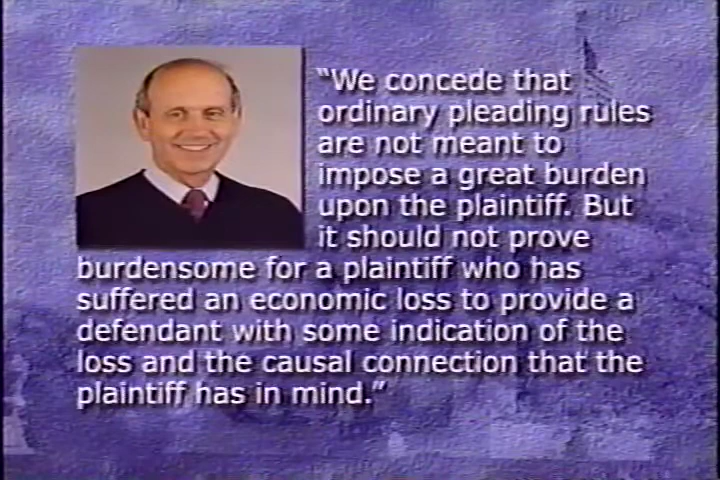 “We concede that
ordinary pleading rules
are not meant to
impose a great burden
upon the plaintiff. But
it should not prove
burdensome for a plaintiff who has
suffered an economic loss to provide a
defendant with some indication of the
loss and the causal connection that the
plaintiff has in mind.”